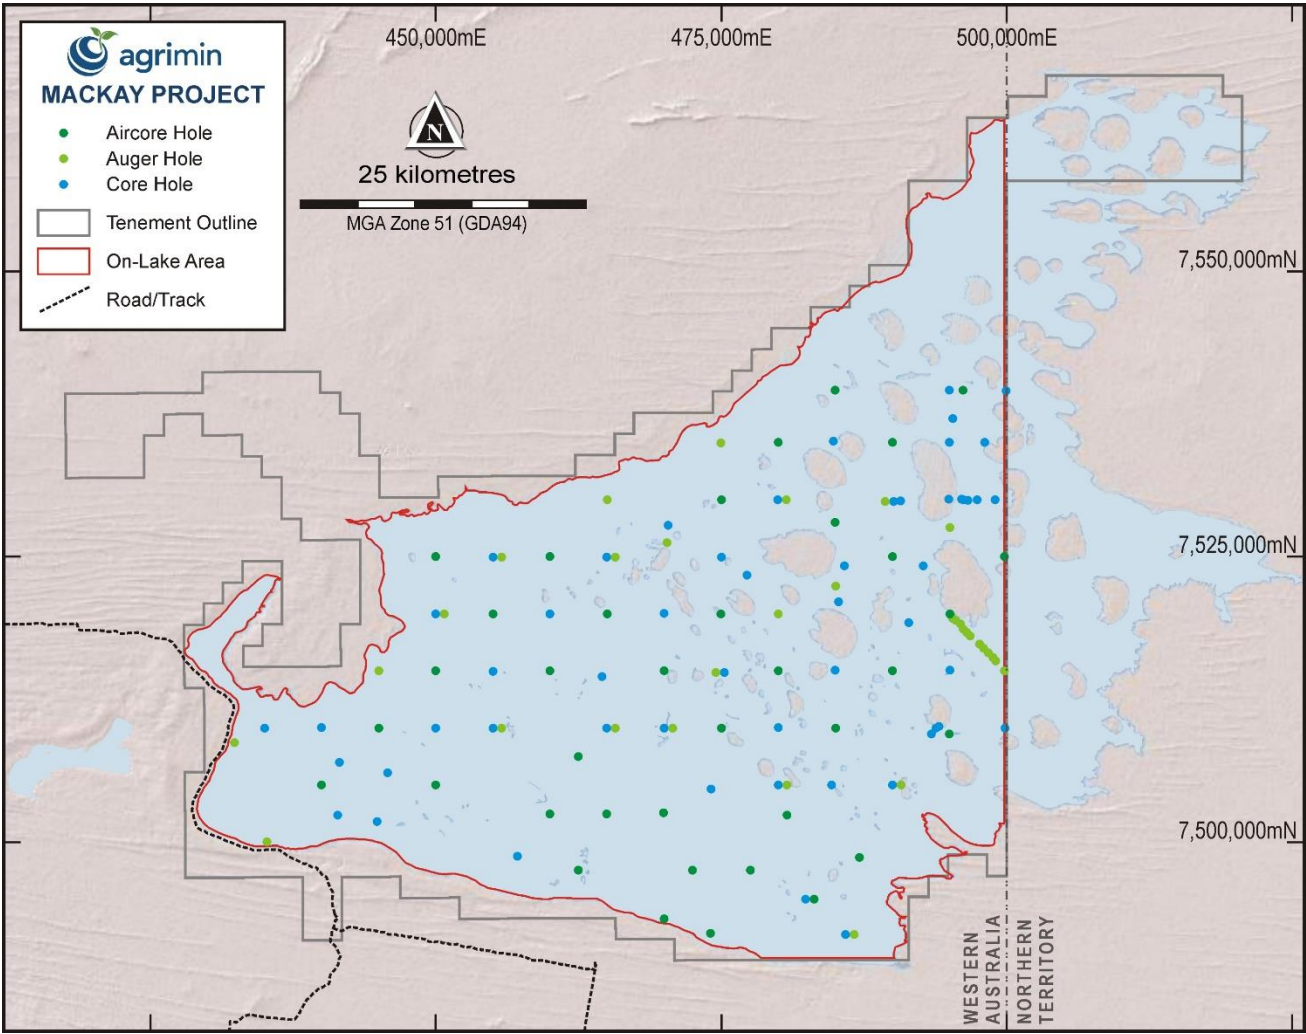 agrimin
MACKAY PROJECT
Aircore Hole
Auger Hole
Core Hole
Tenement Outline
On-Lake Area
Road/Track
N
25 kilometres
MGA Zone 51 (GDA94)
450,000mE
475,000mE
500,000mE
7,550,000mN
7,525,000mN
7,500,000mN
WESTERN
AUSTRALIA
NORTHERN
TERRITORY